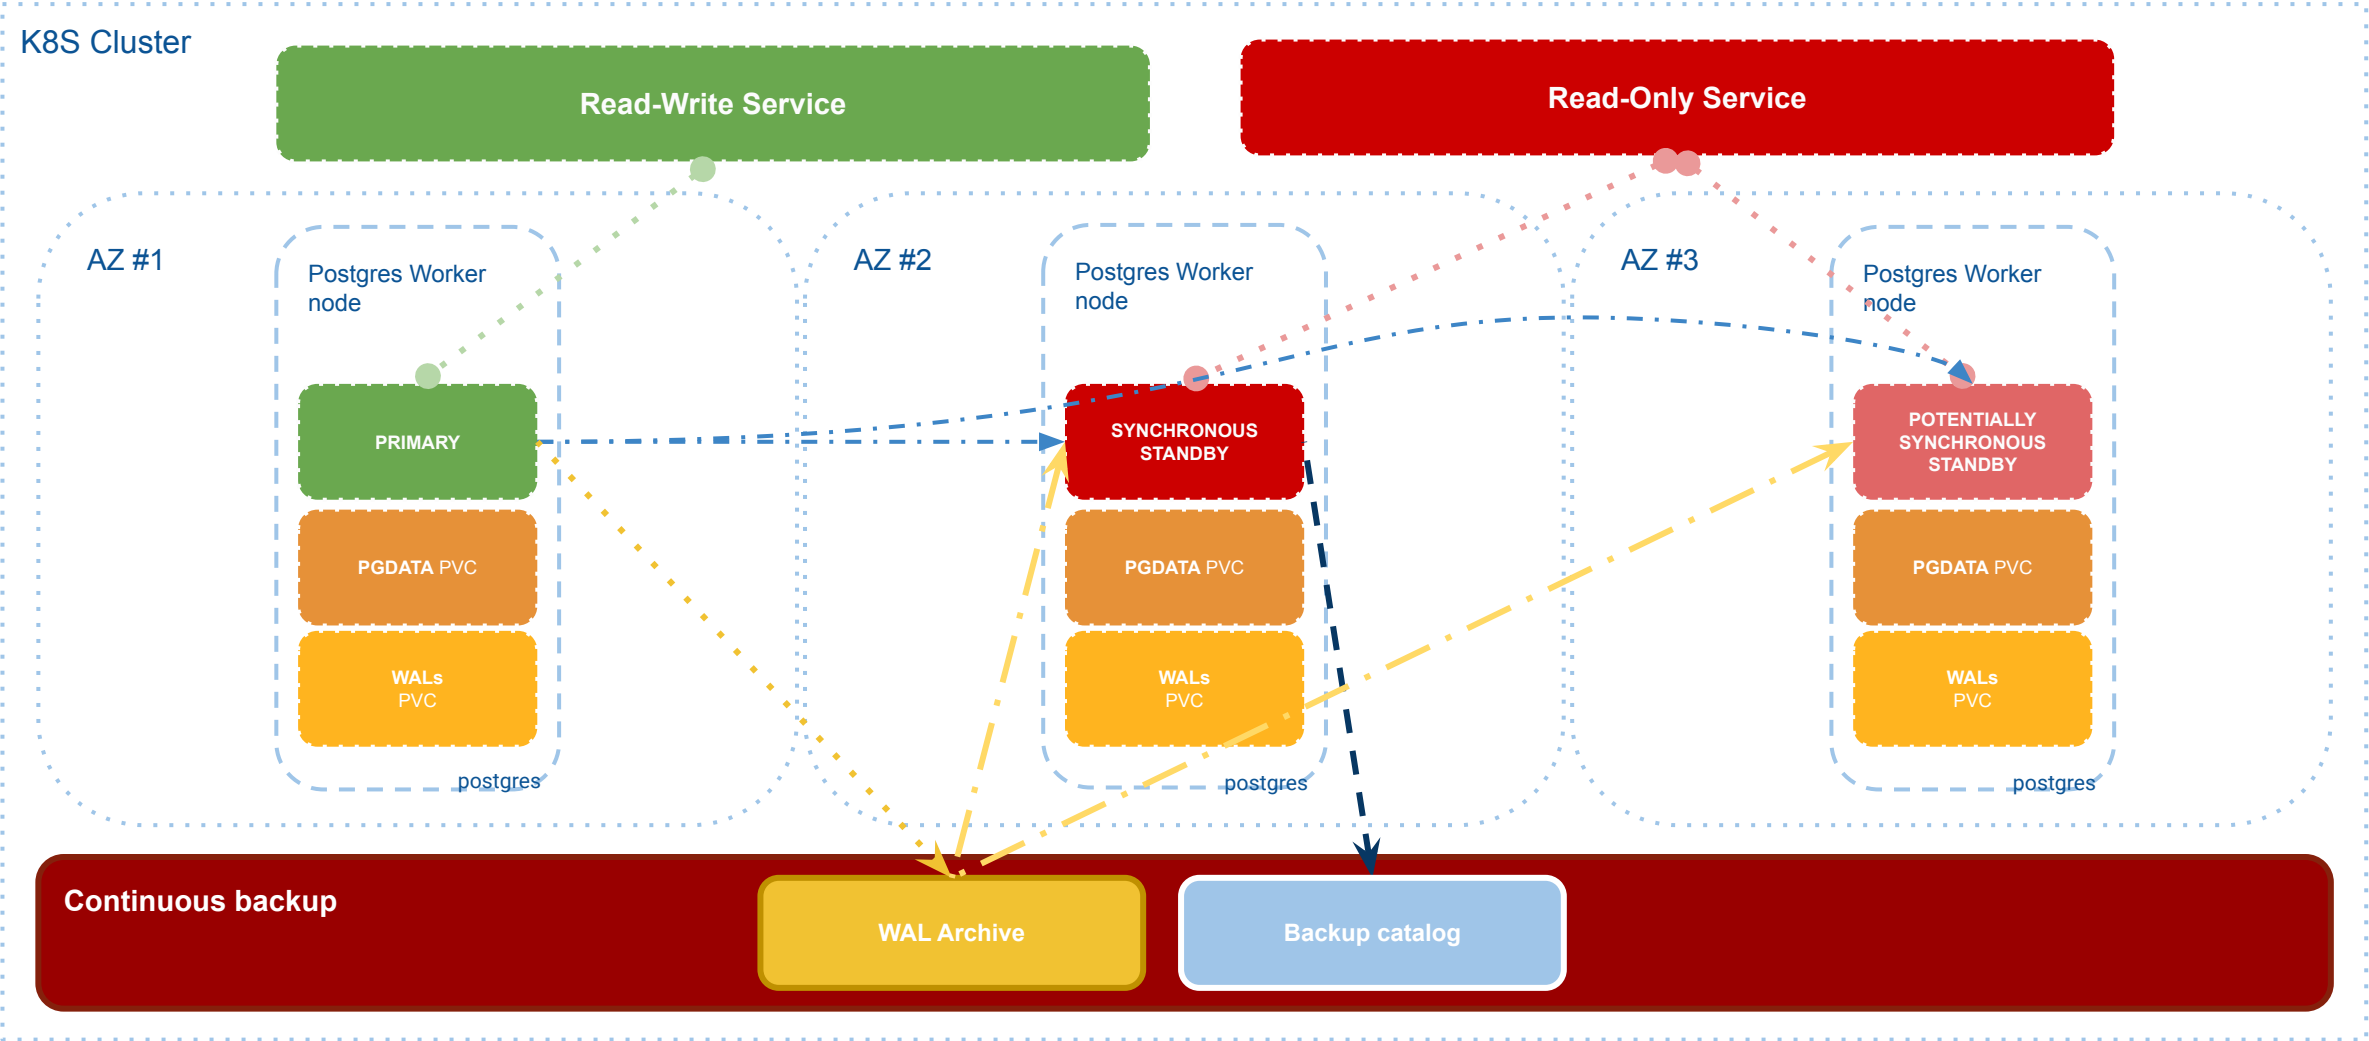 K8S Cluster
Read-Write Service
Read-Only Service
AZ #1
Postgres Worker
node
PRIMARY
PGDATA PVC
WALs
PVC
postgres
AZ #2
Postgres Worker
node
SYNCHRONOUS
STANDBY
PGDATA PVC
WALs
PVC
postgres
AZ #3
Postgres Worker
node
POTENTIALLY
SYNCHRONOUS
STANDBY
PGDATA PVC
WALs
PVC
postgres
Continuous backup
WAL Archive
Backup catalog